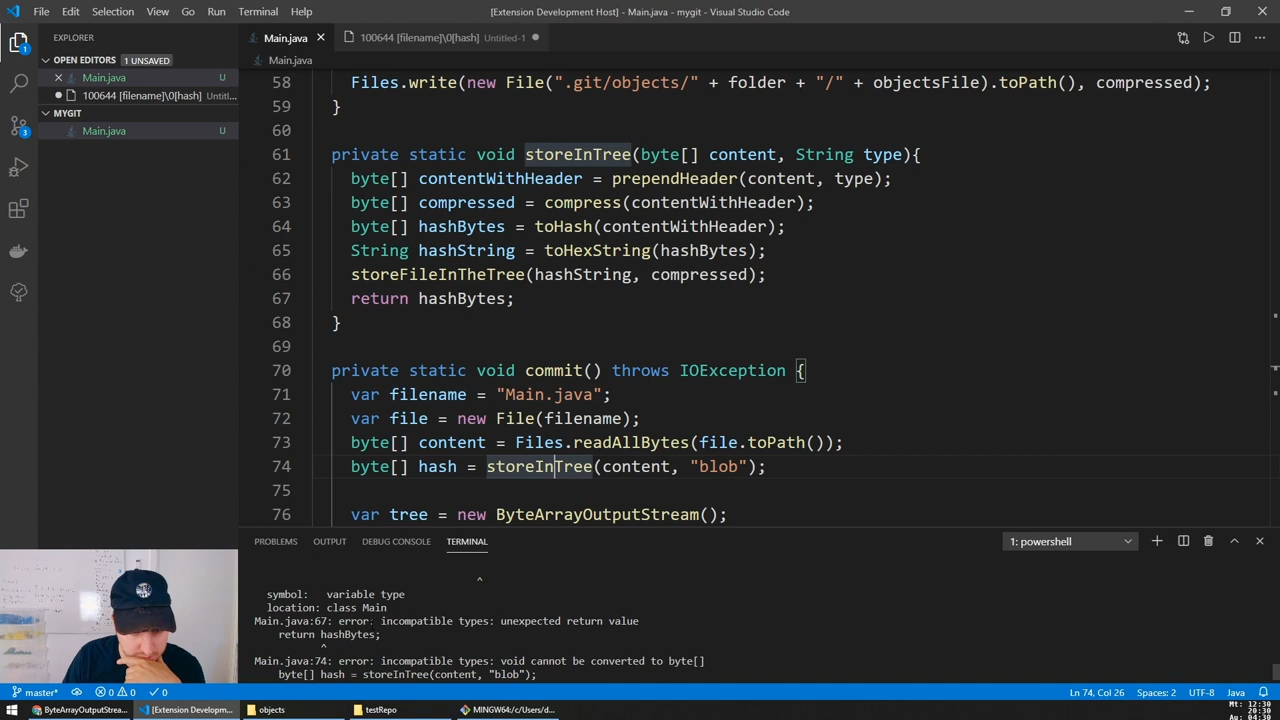 File Edit Selection View Go Run Terminal Help
[Extension Development Host] - Main.java - mygit - Visual Studio Code
EXPLORER
OPEN EDITORS 1 UNSAVED
Main.java U
100644 [filename]\0[hash] Untitl...
MYGIT
Main.java U
1
3
Main.java
100644 [filename]\0[hash] Untitled-1
Main.java
58 Files.write(new File(".git/objects/" + folder + "/" + objectsFile).toPath(), compressed);
59 }
60
61 private static void storeInTree(byte[] content, String type){
62 byte[] contentWithHeader = prependHeader(content, type);
63 byte[] compressed = compress(contentWithHeader);
64 byte[] hashBytes = toHash(contentWithHeader);
65 String hashString = toHexString(hashBytes);
66 storeFileInTheTree(hashString, compressed);
67 return hashBytes;
68 }
69
70 private static void commit() throws IOException {
71 var filename = "Main.java";
72 var file = new File(filename);
73 byte[] content = Files.readAllBytes(file.toPath());
74 byte[] hash = storeInTree(content, "blob");
75
76 var tree = new ByteArrayOutputStream();
PROBLEMS OUTPUT DEBUG CONSOLE TERMINAL
1: powershell
^
symbol: variable type
location: class Main
Main.java:67: error: incompatible types: unexpected return value
return hashBytes;
^
Main.java:74: error: incompatible types: void cannot be converted to byte[]
byte[] hash = storeInTree(content, "blob");
master* 0 0 0
Ln 74, Col 26 Spaces: 2 UTF-8 Java
ByteArrayOutputStrea... [Extension Developm... objects testRepo MINGW64:/c/Users/d...
Mt: 12:30
20:30